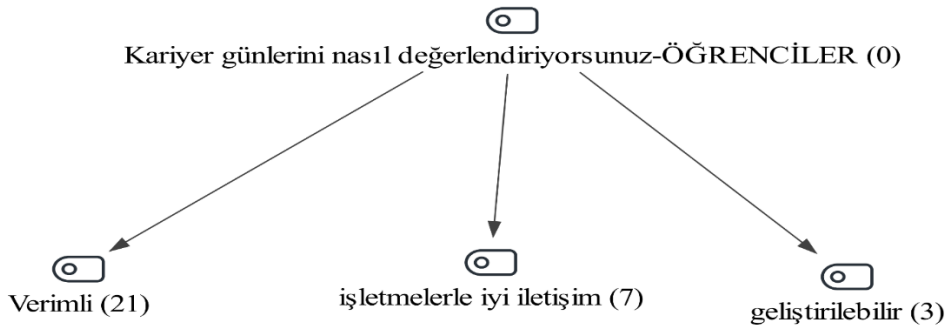 Kariyer günlerini nasıl değerlendiriyorsunuz-ÖĞRENCİLER (0)
Verimli (21)
işletmelerle iyi iletişim (7)
geliştirilebilir (3)